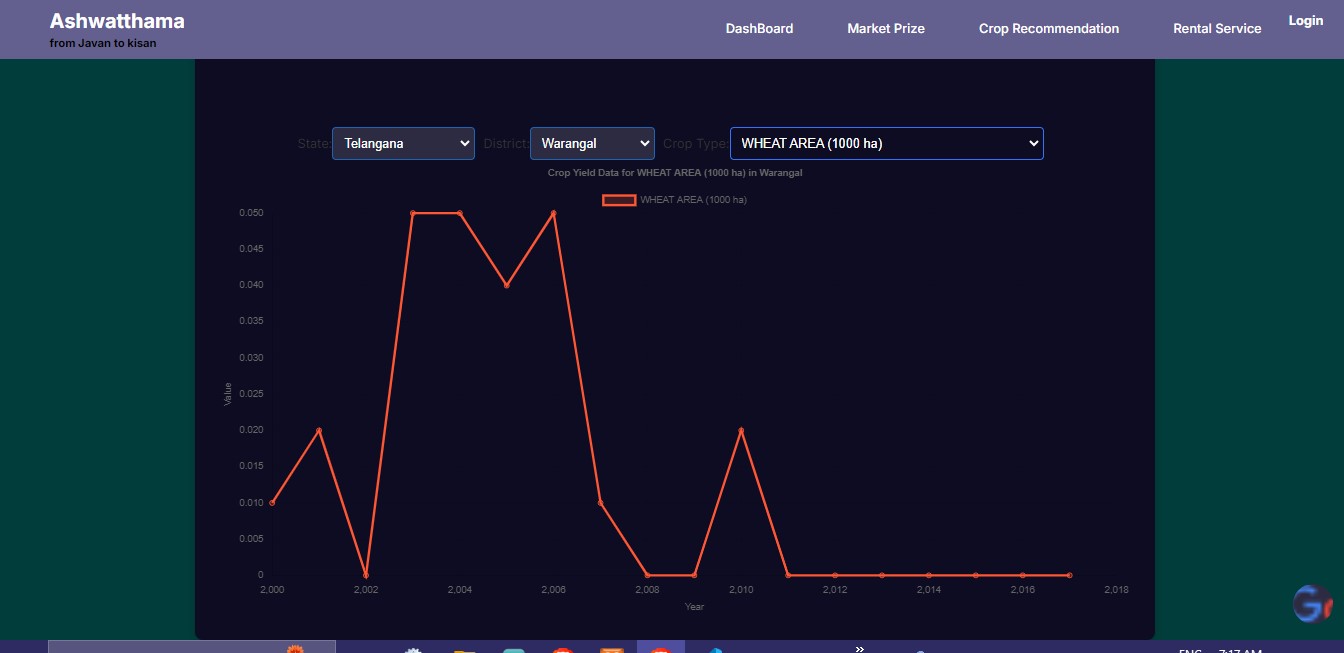 Ashwatthama
from Javan to kisan
DashBoard
Market Prize
Crop Recommendation
Rental Service
Login
State: Telangana District: Warangal Crop Type: WHEAT AREA (1000 ha)
Crop Yield Data for WHEAT AREA (1000 ha) in Warangal
WHEAT AREA (1000 ha)
0.050
0.045
0.040
0.035
0.030
0.025
0.020
0.015
0.010
0.005
0
Value
2,000 2,002 2,004 2,006 2,008 2,010 2,012 2,014 2,016 2,018
Year
ENG 7:17 AM